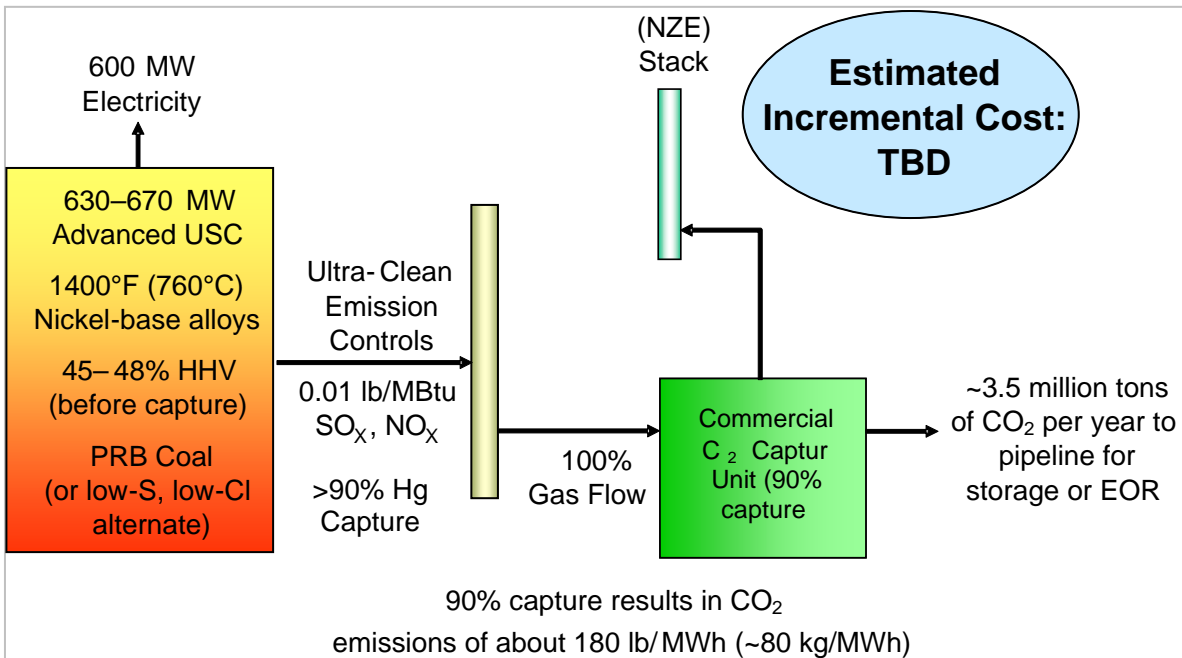 600 MW
Electricity
630–670 MW
Advanced USC
1400°F (760°C)
Nickel-base alloys
45–48% HHV
(before capture)
PRB Coal
(or low-S, low-Cl
alternate)
Ultra-Clean
Emission
Controls
0.01 lb/MBtu
SOX, NOX
>90% Hg
Capture
100%
Gas Flow
(NZE)
Stack
Estimated
Incremental Cost:
TBD
Commercial
C 2 Captur
Unit (90%
capture
~3.5 million tons
of CO2 per year to
pipeline for
storage or EOR
90% capture results in CO2
emissions of about 180 lb/MWh (~80 kg/MWh)